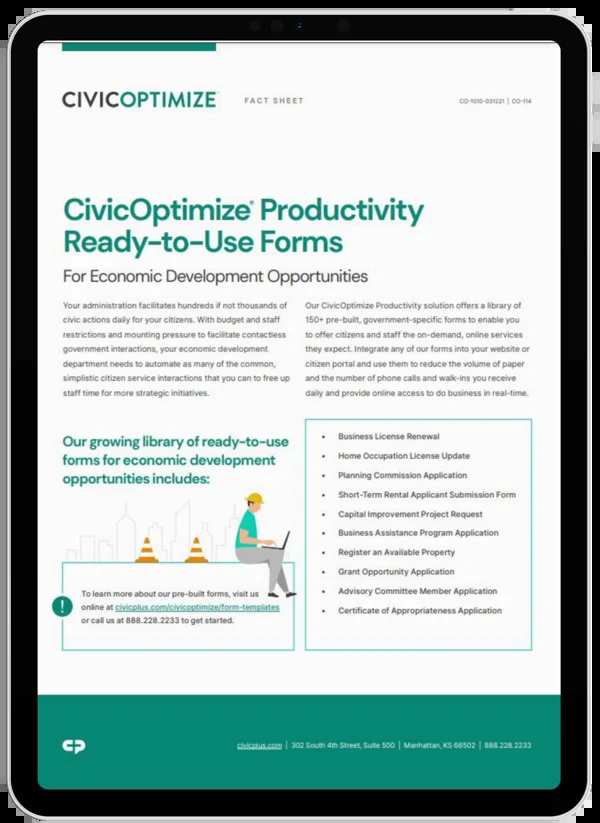 CIVICOPTIMIZE
FACT SHEET
CO-1010-031221 | CO-114
CivicOptimize® Productivity
Ready-to-Use Forms
For Economic Development Opportunities
Your administration facilitates hundreds if not thousands of
civic actions daily for your citizens. With budget and staff
restrictions and mounting pressure to facilitate contactless
government interactions, your economic development
department needs to automate as many of the common,
simplistic citizen service interactions that you can to free up
staff time for more strategic initiatives.
Our CivicOptimize Productivity solution offers a library of
150+ pre-built, government-specific forms to enable you
to offer citizens and staff the on-demand, online services
they expect. Integrate any of our forms into your website or
citizen portal and use them to reduce the volume of paper
and the number of phone calls and walk-ins you receive
daily and provide online access to do business in real-time.
Our growing library of ready-to-use
forms for economic development
opportunities includes:
• Business License Renewal
• Home Occupation License Update
• Planning Commission Application
• Short-Term Rental Applicant Submission Form
• Capital Improvement Project Request
• Business Assistance Program Application
• Register an Available Property
• Grant Opportunity Application
• Advisory Committee Member Application
• Certificate of Appropriateness Application
!
To learn more about our pre-built forms, visit us
online at civicplus.com/civicoptimize/form-templates
or call us at 888.228.2233 to get started.
civicplus.com | 302 South 4th Street, Suite 500 | Manhattan, KS 66502 | 888.228.2233